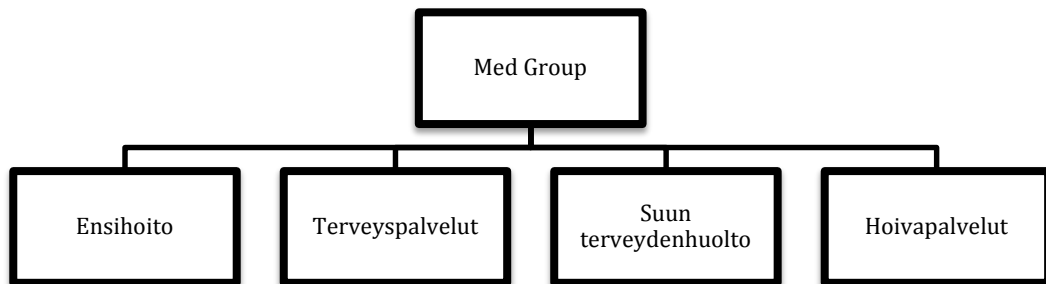 Med Group
Ensihoito
Terveyspalvelut
Suun
terveydenhuolto
Hoivapalvelut